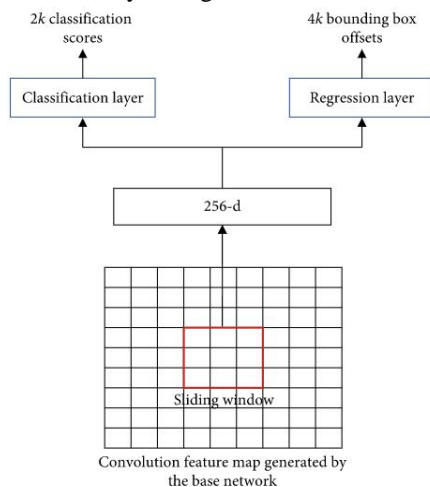 2k classification
scores
4k bounding box
offsets
Classification layer
Regression layer
256-d
Sliding window
Convolution feature map generated by
the base network